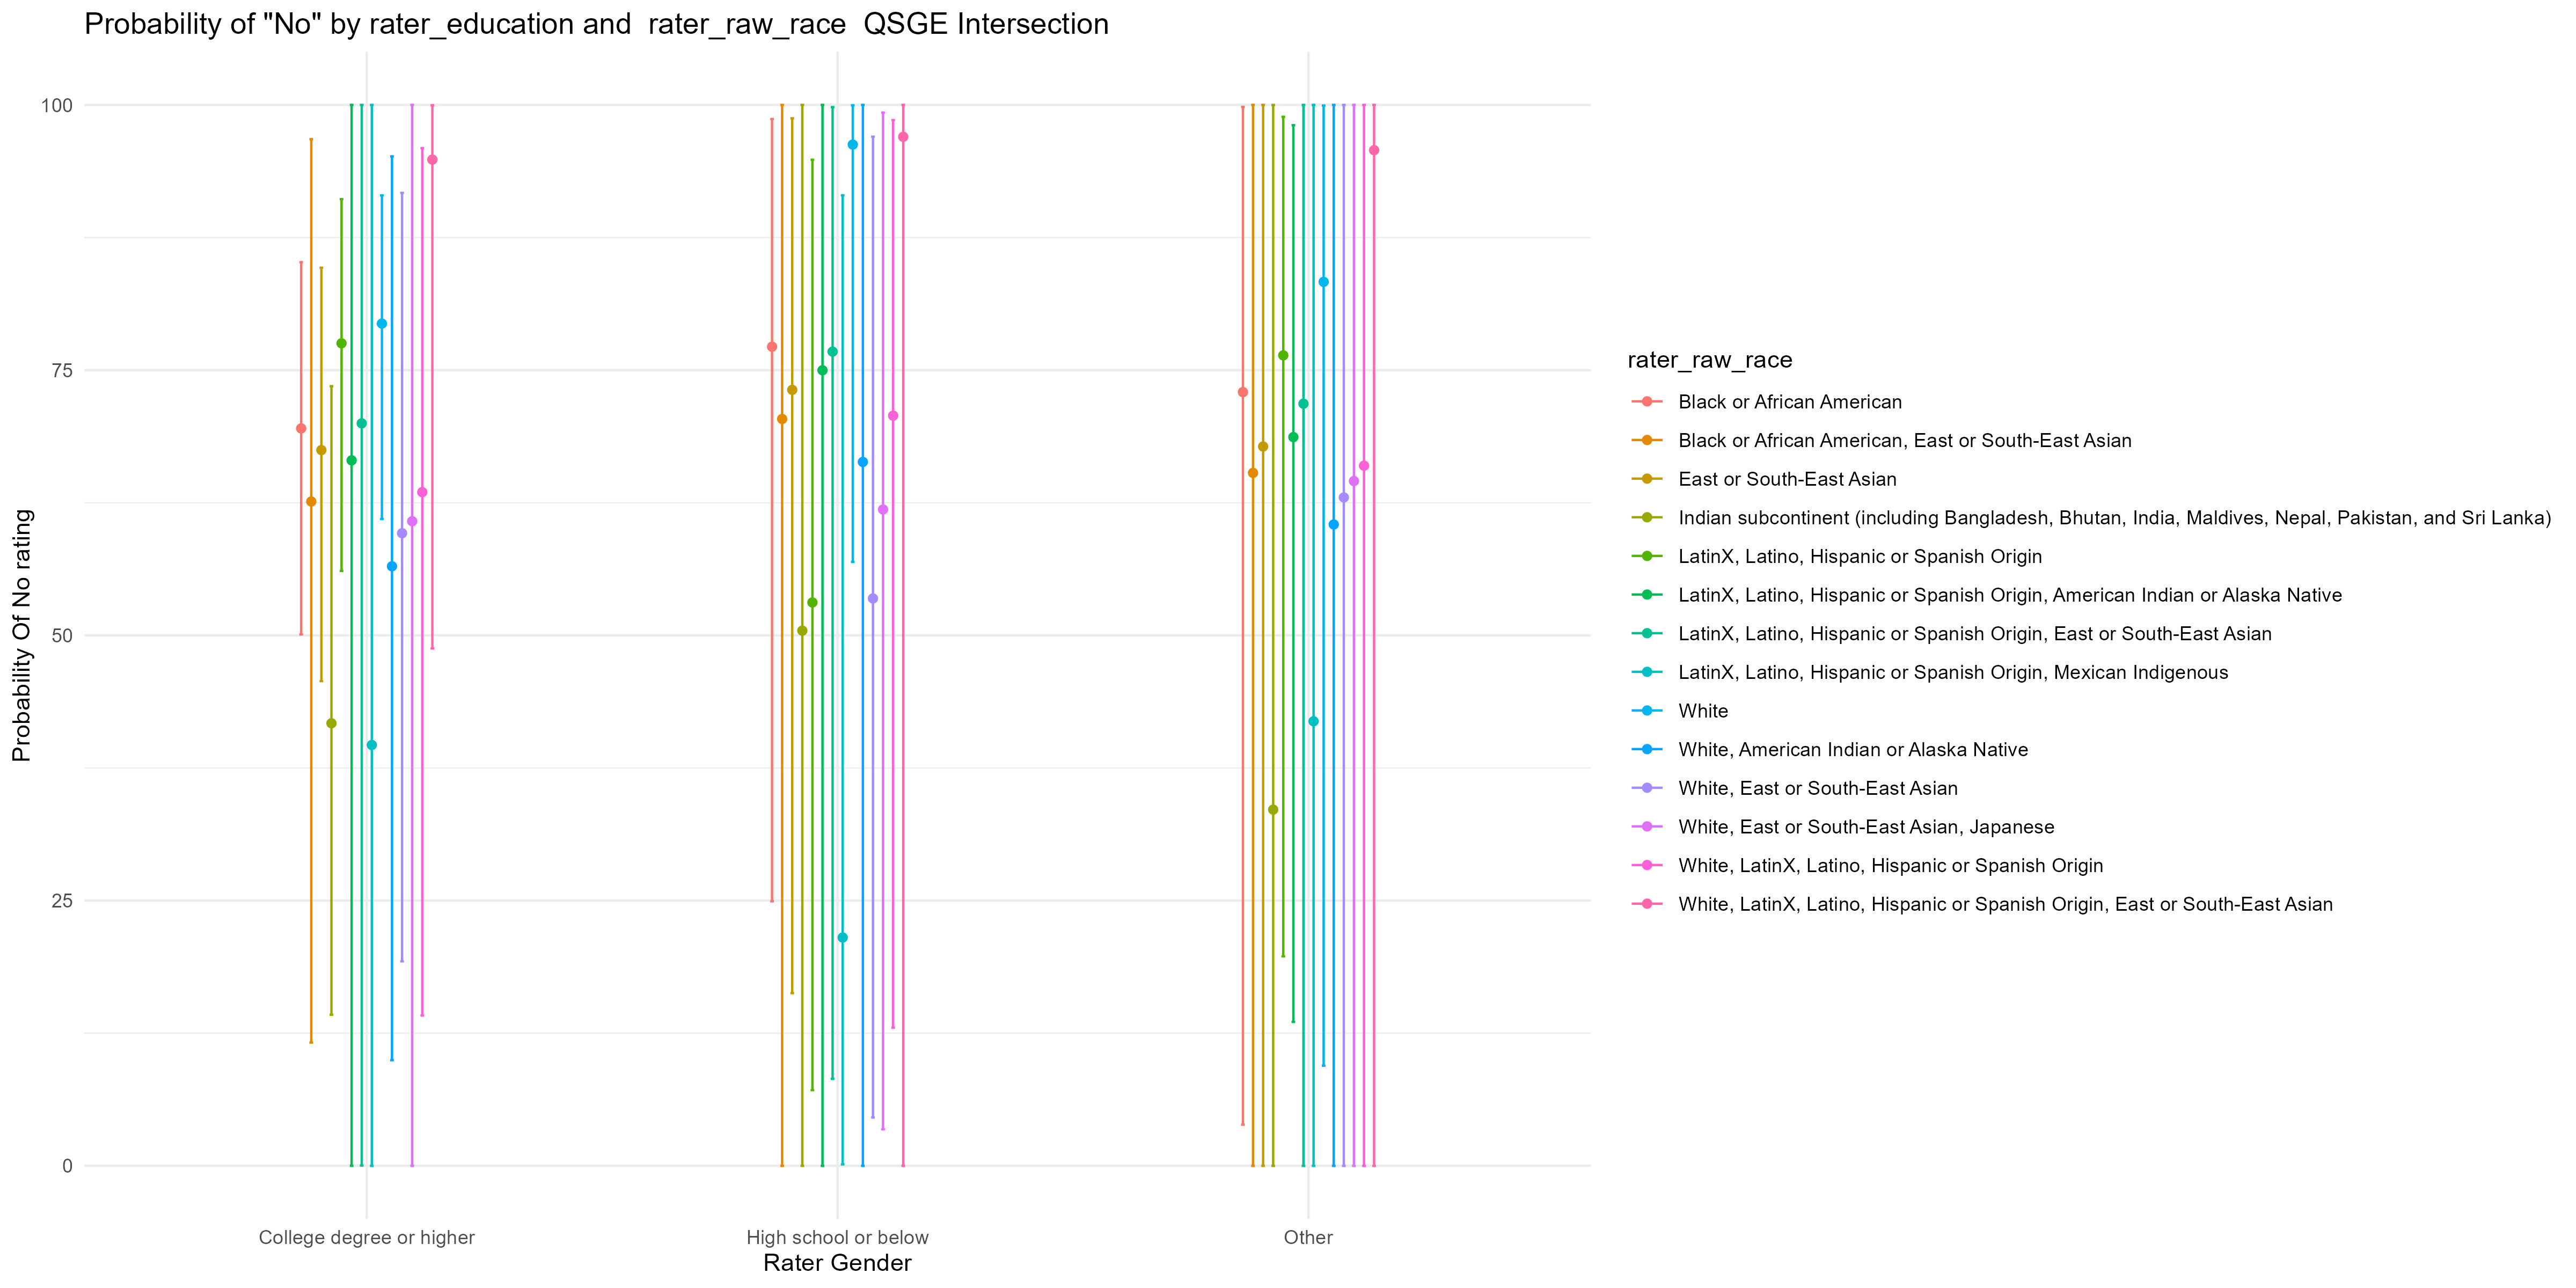 Probability of "No" by rater_education and  rater_raw_race  QSGE Intersection
100
75
50
25
0
Probability Of No rating
College degree or higher
High school or below
Other
Rater Gender
rater_raw_race
Black or African American
Black or African American, East or South-East Asian
East or South-East Asian
Indian subcontinent (including Bangladesh, Bhutan, India, Maldives, Nepal, Pakistan, and Sri Lanka)
LatinX, Latino, Hispanic or Spanish Origin
LatinX, Latino, Hispanic or Spanish Origin, American Indian or Alaska Native
LatinX, Latino, Hispanic or Spanish Origin, East or South-East Asian
LatinX, Latino, Hispanic or Spanish Origin, Mexican Indigenous
White
White, American Indian or Alaska Native
White, East or South-East Asian
White, East or South-East Asian, Japanese
White, LatinX, Latino, Hispanic or Spanish Origin
White, LatinX, Latino, Hispanic or Spanish Origin, East or South-East Asian